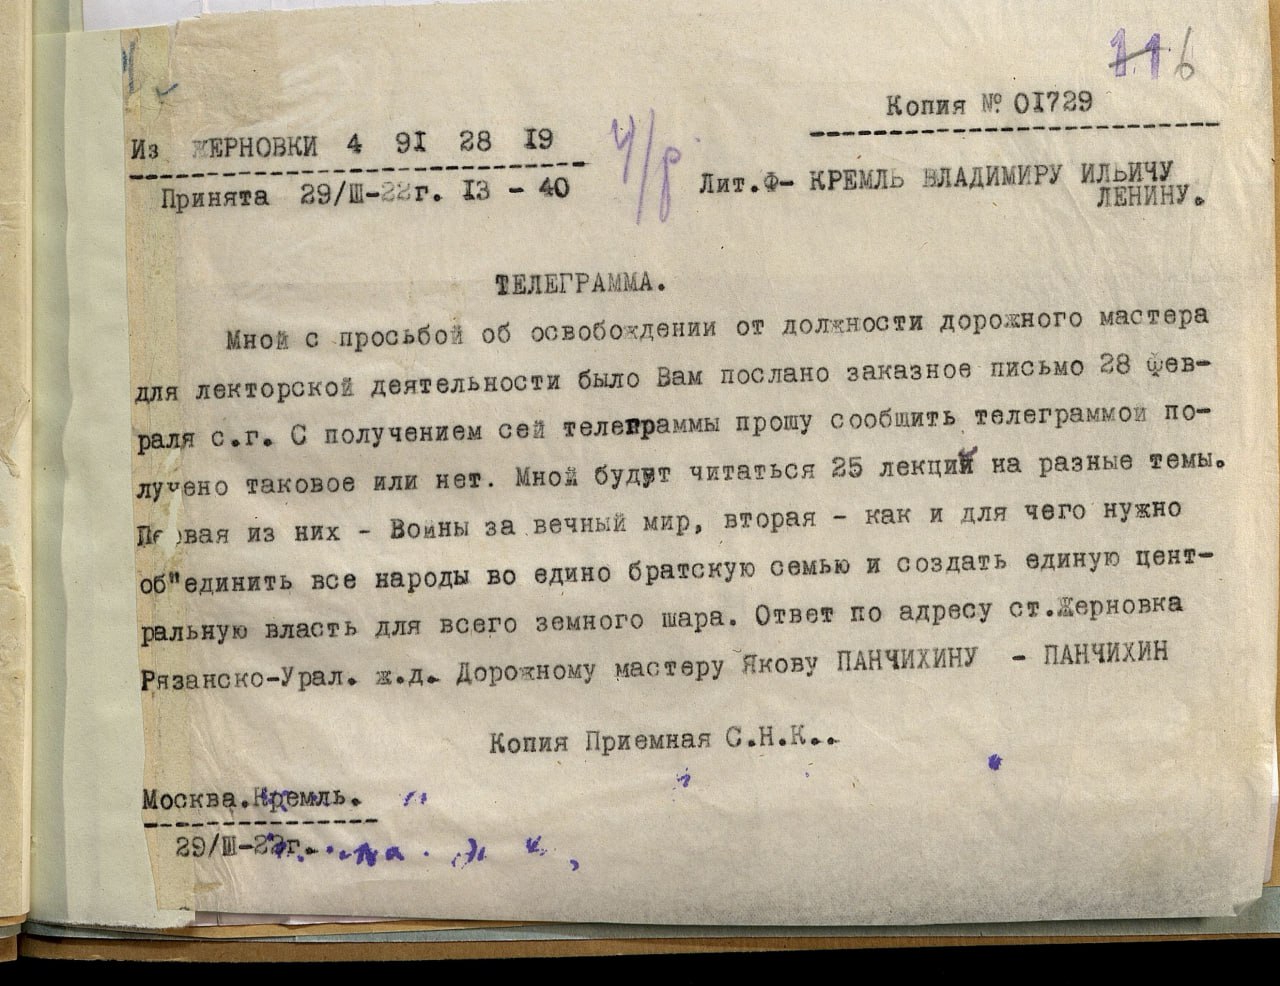 116
Копия № 01729
Из ЖЕРНОВКИ 4 91 28 19
Принята 29/III-22г. 13 - 40
Лит.Ф- КРЕМЛЬ ВЛАДИМИРУ ИЛЬИЧУ
ЛЕНИНУ.
ТЕЛЕГРАММА.
Мной с просьбой об освобождении от должности дорожного мастера
для лекторской деятельности было Вам послано заказное письмо 28 фев-
раля с.г. С получением сей телеграммы прошу сообщить телеграммой по-
лучено таковое или нет. Мной будут читаться 25 лекций на разные темы.
Первая из них - Войны за вечный мир, вторая - как и для чего нужно
об"единить все народы во едино братскую семью и создать единую цент-
ральную власть для всего земного шара. Ответ по адресу ст.Жерновка
Рязанско-Урал. ж.д. Дорожному мастеру Якову ПАНЧИХИНУ - ПАНЧИХИН
Копия Приемная С.Н.К..
Москва.Кремль.
29/III-22г.